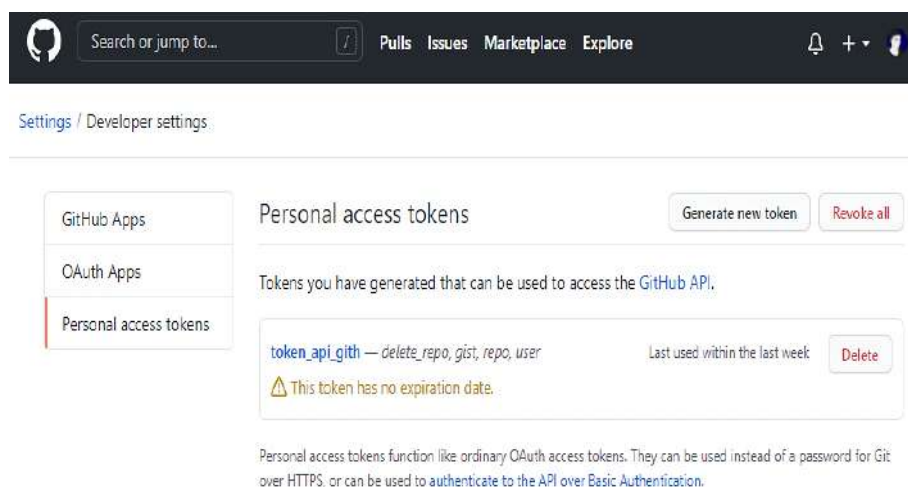 Search or jump to... /
Pulls Issues Marketplace Explore
Settings / Developer settings
GitHub Apps
OAuth Apps
Personal access tokens
Personal access tokens
Generate new token
Revoke all
Tokens you have generated that can be used to access the GitHub API.
token_api_gith — delete_repo, gist, repo, user
Last used within the last week
Delete
This token has no expiration date.
Personal access tokens function like ordinary OAuth access tokens. They can be used instead of a password for Git
over HTTPS, or can be used to authenticate to the API over Basic Authentication.